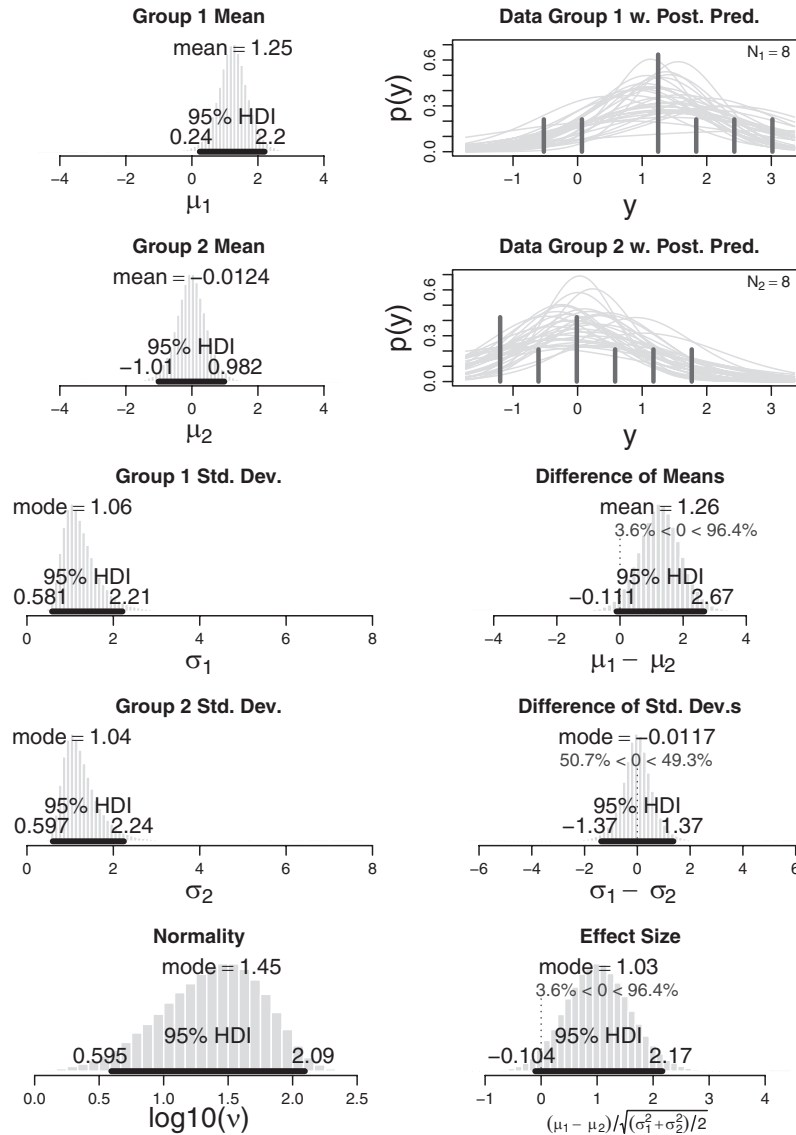 Group 1 Mean
mean = 1.25
95% HDI
0.24 2.2
−4 −2 0 2 4
μ1
Data Group 1 w. Post. Pred.
N1 = 8
p(y)
0.0 0.3 0.6
−1 0 1 2 3
y
Group 2 Mean
mean = −0.0124
95% HDI
−1.01 0.982
−4 −2 0 2 4
μ2
Data Group 2 w. Post. Pred.
N2 = 8
p(y)
0.0 0.3 0.6
−1 0 1 2 3
y
Group 1 Std. Dev.
mode = 1.06
95% HDI
0.581 2.21
0 2 4 6 8
σ1
Difference of Means
mean = 1.26
3.6% < 0 < 96.4%
95% HDI
−0.111 2.67
−4 −2 0 2 4
μ1 − μ2
Group 2 Std. Dev.
mode = 1.04
95% HDI
0.597 2.24
0 2 4 6 8
σ2
Difference of Std. Dev.s
mode = −0.0117
50.7% < 0 < 49.3%
95% HDI
−1.37 1.37
−6 −4 −2 0 2 4 6
σ1 − σ2
Normality
mode = 1.45
95% HDI
0.595 2.09
0.0 0.5 1.0 1.5 2.0 2.5
log10(ν)
Effect Size
mode = 1.03
3.6% < 0 < 96.4%
95% HDI
−0.104 2.17
−1 0 1 2 3 4
(μ1 − μ2)/√(σ1² + σ2²)/2